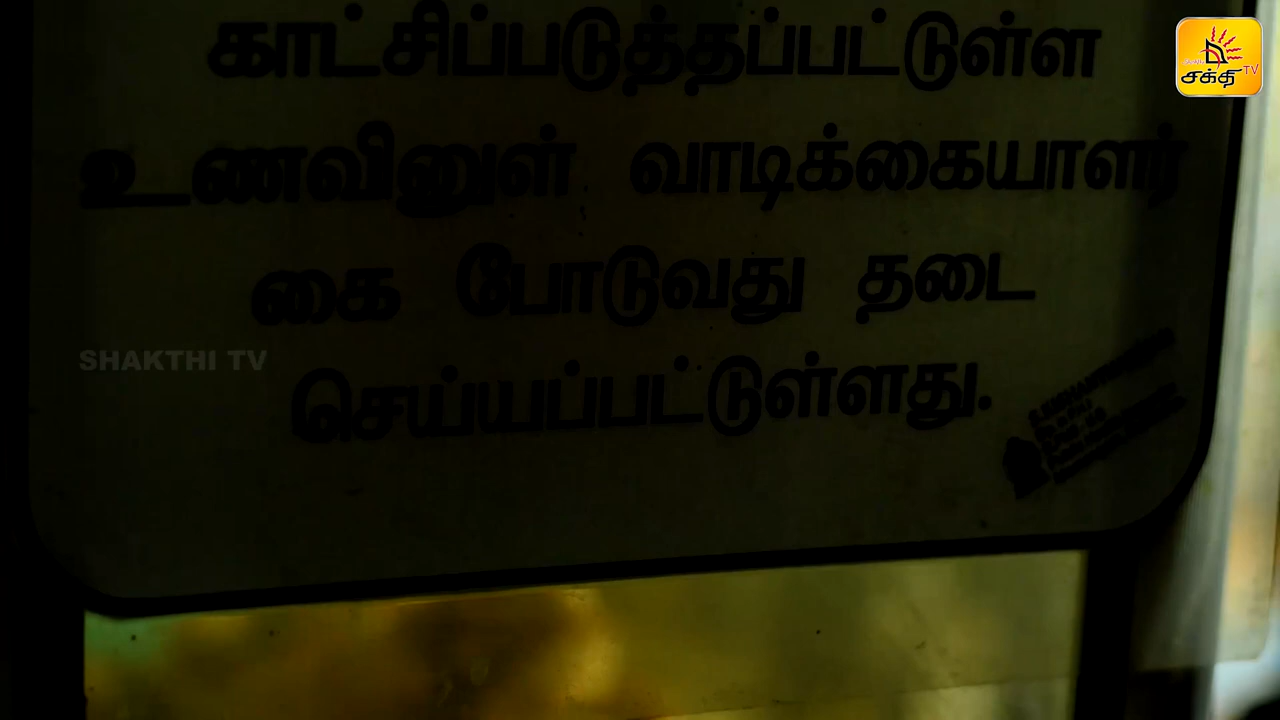 காட்சிப்படுத்தப்பட்டுள்ள
உணவினுள் வாடிக்கையாளர்
கை போடுவது தடை
செய்யப்பட்டுள்ளது.
SHAKTHI TV
சக்தி TV